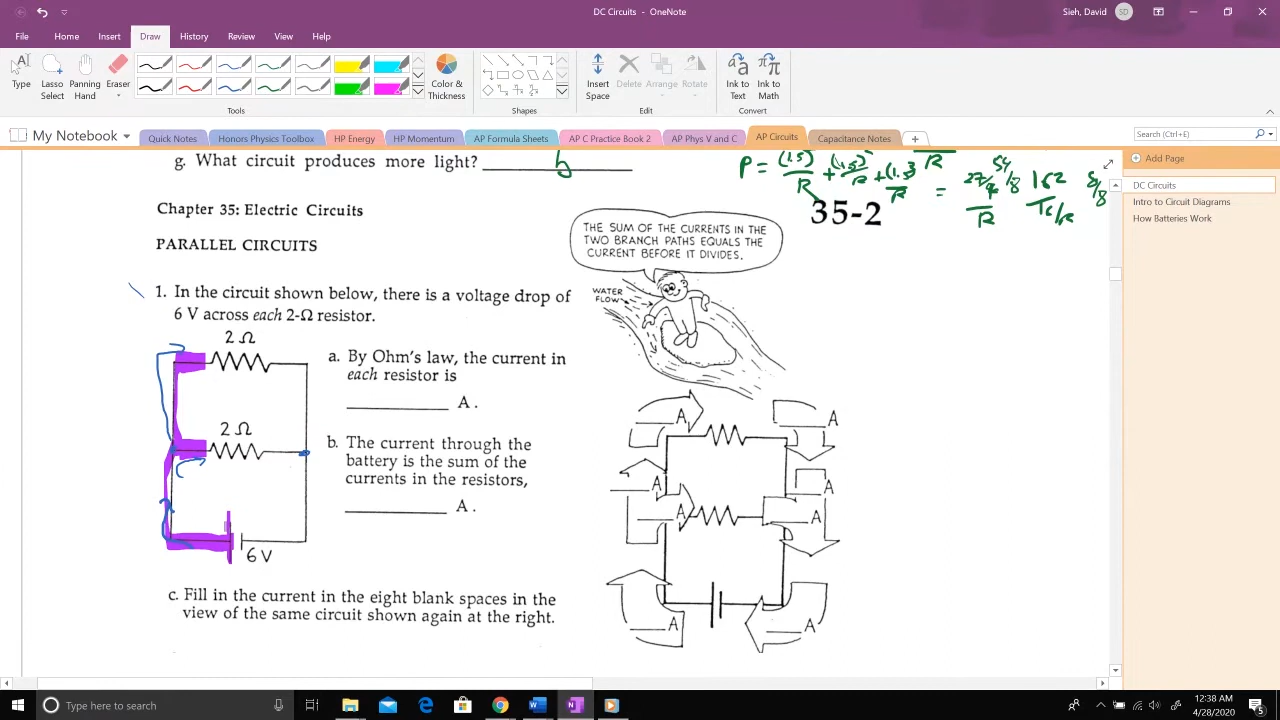 DC Circuits - OneNote
Sieh, David
SD
File Home Insert Draw History Review View Help
Type
Lasso Select
Panning Hand
Eraser
Color & Thickness
Insert Space
Delete
Arrange
Rotate
Ink to Text
Ink to Math
Tools
Shapes
Edit
Convert
My Notebook
Quick Notes
Honors Physics Toolbox
HP Energy
HP Momentum
AP Formula Sheets
AP C Practice Book 2
AP Phys V and C
AP Circuits
Capacitance Notes
Search (Ctrl+E)
Add Page
DC Circuits
Intro to Circuit Diagrams
How Batteries Work
g. What circuit produces more light? b
Chapter 35: Electric Circuits
35-2
PARALLEL CIRCUITS
THE SUM OF THE CURRENTS IN THE
TWO BRANCH PATHS EQUALS THE
CURRENT BEFORE IT DIVIDES.
WATER
FLOW
1. In the circuit shown below, there is a voltage drop of
6 V across each 2-Ω resistor.
2 Ω
a. By Ohm's law, the current in
each resistor is
A .
2 Ω
b. The current through the
battery is the sum of the
currents in the resistors,
A .
6 V
c. Fill in the current in the eight blank spaces in the
view of the same circuit shown again at the right.
A
A
A
A
A
A
A
A
Type here to search
12:38 AM
4/28/2020
5